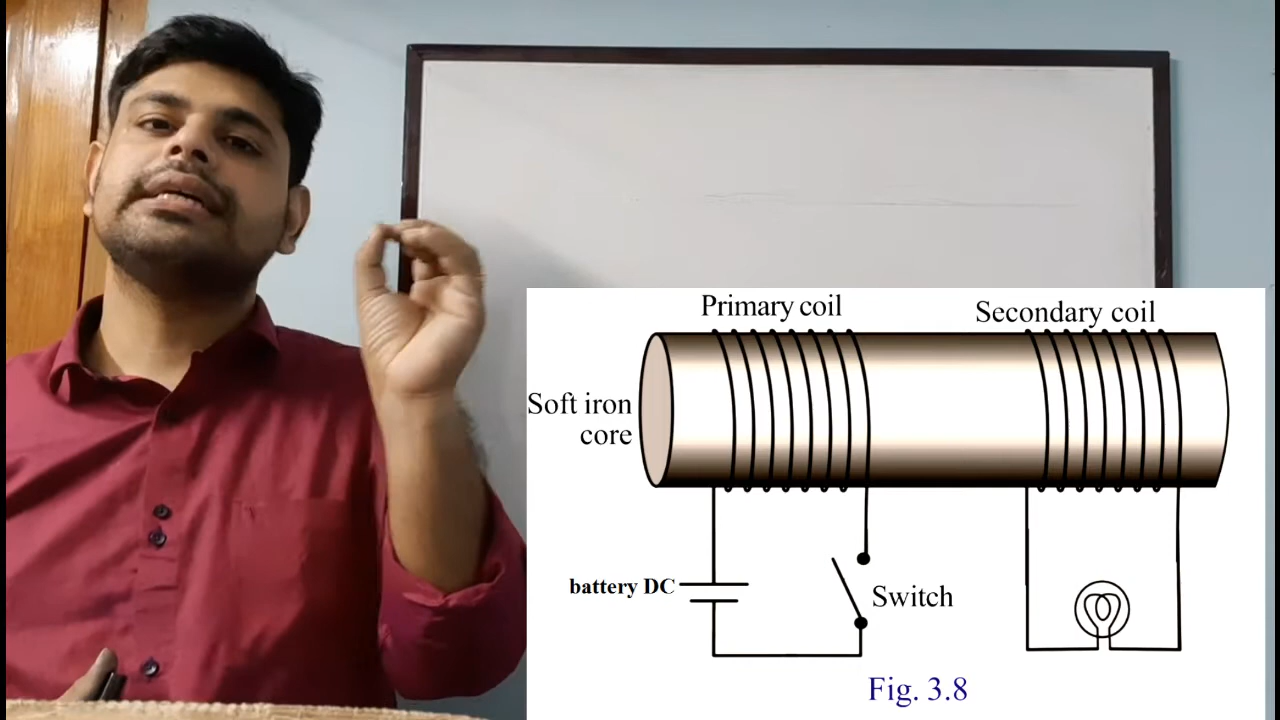 Primary coil
Secondary coil
Soft iron
core
battery DC
Switch
Fig. 3.8